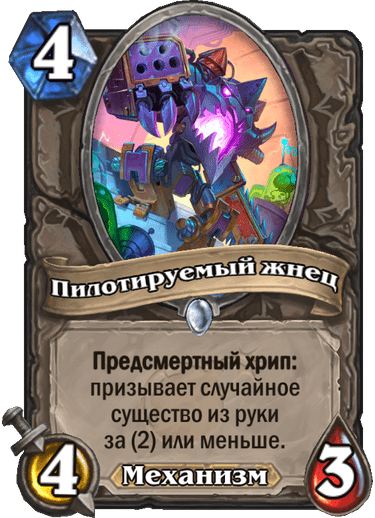 4
Пилотируемый жнец
Предсмертный хрип:
призывает случайное
существо из руки
за (2) или меньше.
4
Механизм
3